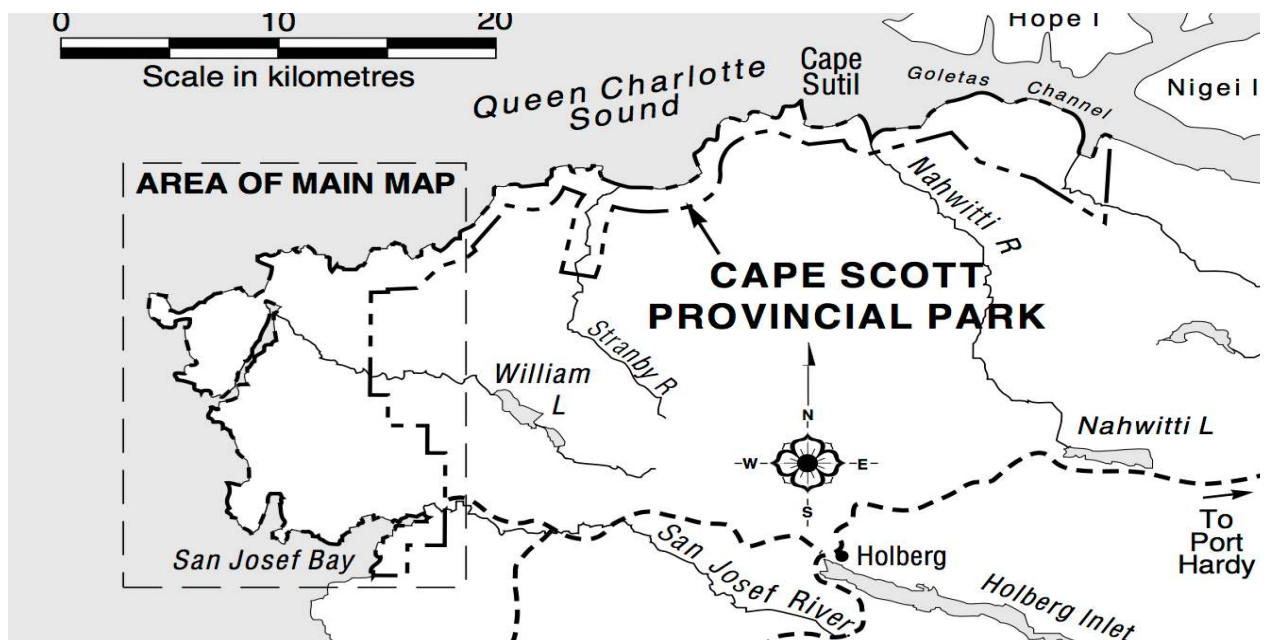 0 10 20
Scale in kilometres
Queen Charlotte
Sound
Cape
Sutil
Hope I
Goletas Channel
Nigei I
AREA OF MAIN MAP
Nahwitti R
CAPE SCOTT
PROVINCIAL PARK
Stranby R
William
L
N
W E
S
Nahwitti L
To
Port
Hardy
San Josef Bay
San Josef River
Holberg
Holberg Inlet